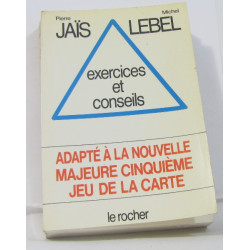 Pierre Michel
JAÏS LEBEL
exercices et
conseils
ADAPTÉ À LA NOUVELLE
MAJEURE CINQUIÈME
JEU DE LA CARTE
le rocher